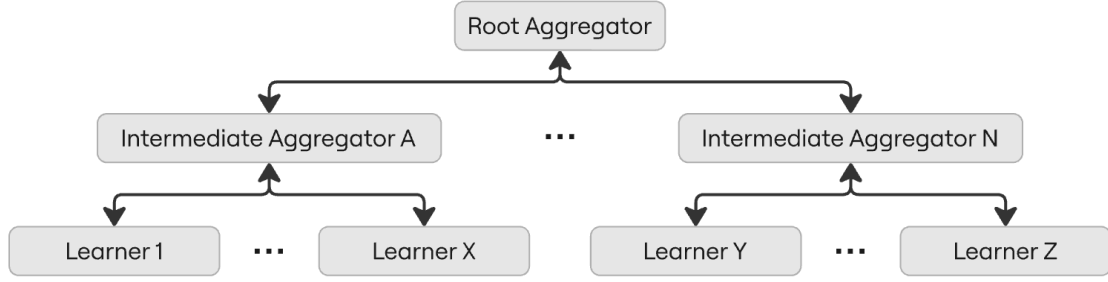 Root Aggregator
Intermediate Aggregator A
...
Intermediate Aggregator N
Learner 1
...
Learner X
Learner Y
...
Learner Z